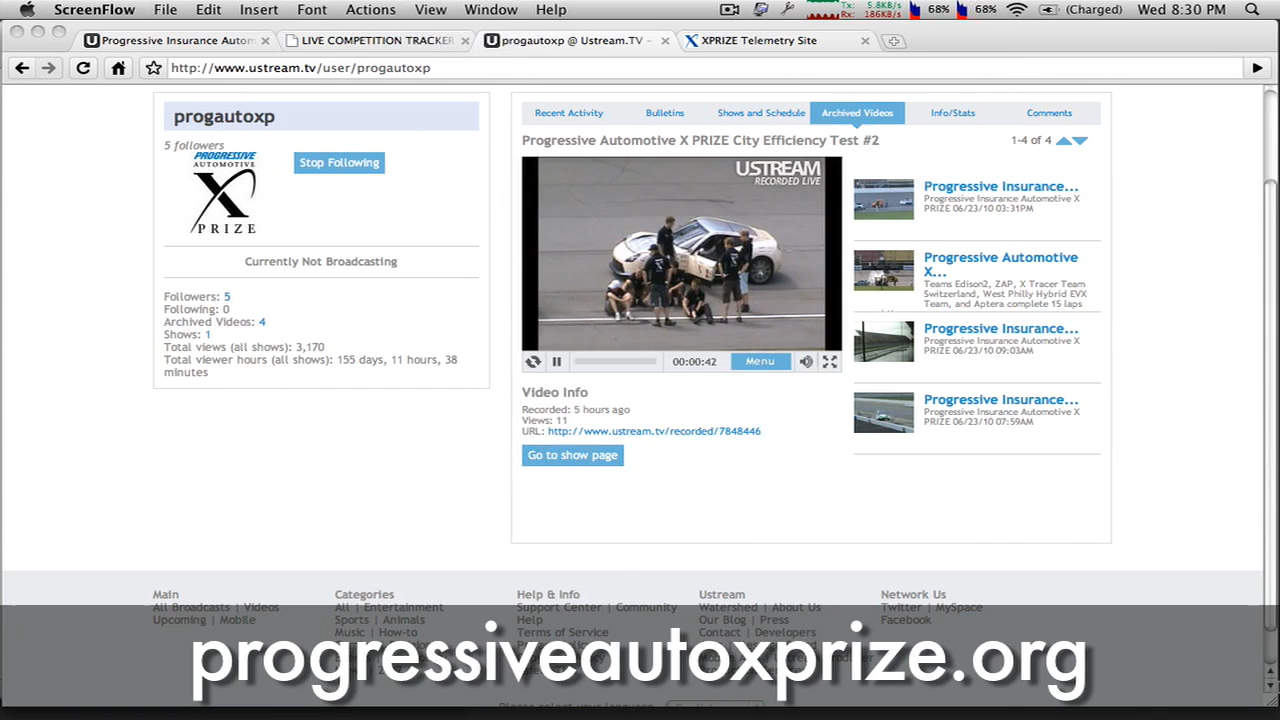 ScreenFlow File Edit Insert Font Actions View Window Help Tx: 5.8KB/s Rx: 186KB/s 68% 68% (Charged) Wed 8:30 PM
Progressive Insurance Autom LIVE COMPETITION TRACKER progautoxp @ Ustream.TV – XPRIZE Telemetry Site
http://www.ustream.tv/user/progautoxp
progautoxp
5 followers
PROGRESSIVE
AUTOMOTIVE
X
PRIZE
Stop Following
Currently Not Broadcasting
Followers: 5
Following: 0
Archived Videos: 4
Shows: 1
Total views (all shows): 3,170
Total viewer hours (all shows): 155 days, 11 hours, 38
minutes
Recent Activity Bulletins Shows and Schedule Archived Videos Info/Stats Comments
Progressive Automotive X PRIZE City Efficiency Test #2 1-4 of 4
USTREAM
RECORDED LIVE
00:00:42 Menu
Video Info
Recorded: 5 hours ago
Views: 11
URL: http://www.ustream.tv/recorded/7848446
Go to show page
Progressive Insurance...
Progressive Insurance Automotive X
PRIZE 06/23/10 03:31PM
Progressive Automotive
X...
Teams Edison2, ZAP, X Tracer Team
Switzerland, West Philly Hybrid EVX
Team, and Aptera complete 15 laps
Progressive Insurance...
Progressive Insurance Automotive X
PRIZE 06/23/10 09:03AM
Progressive Insurance...
Progressive Insurance Automotive X
PRIZE 06/23/10 07:59AM
Main Categories Help & Info Ustream Network Us
All Broadcasts | Videos All | Entertainment Support Center | Community Watershed | About Us Twitter | MySpace
Upcoming | Mobile Sports | Animals Help Our Blog | Press Facebook
Music | How-to Terms of Service Contact | Developers
progressiveautoxprize.org
Please select your language